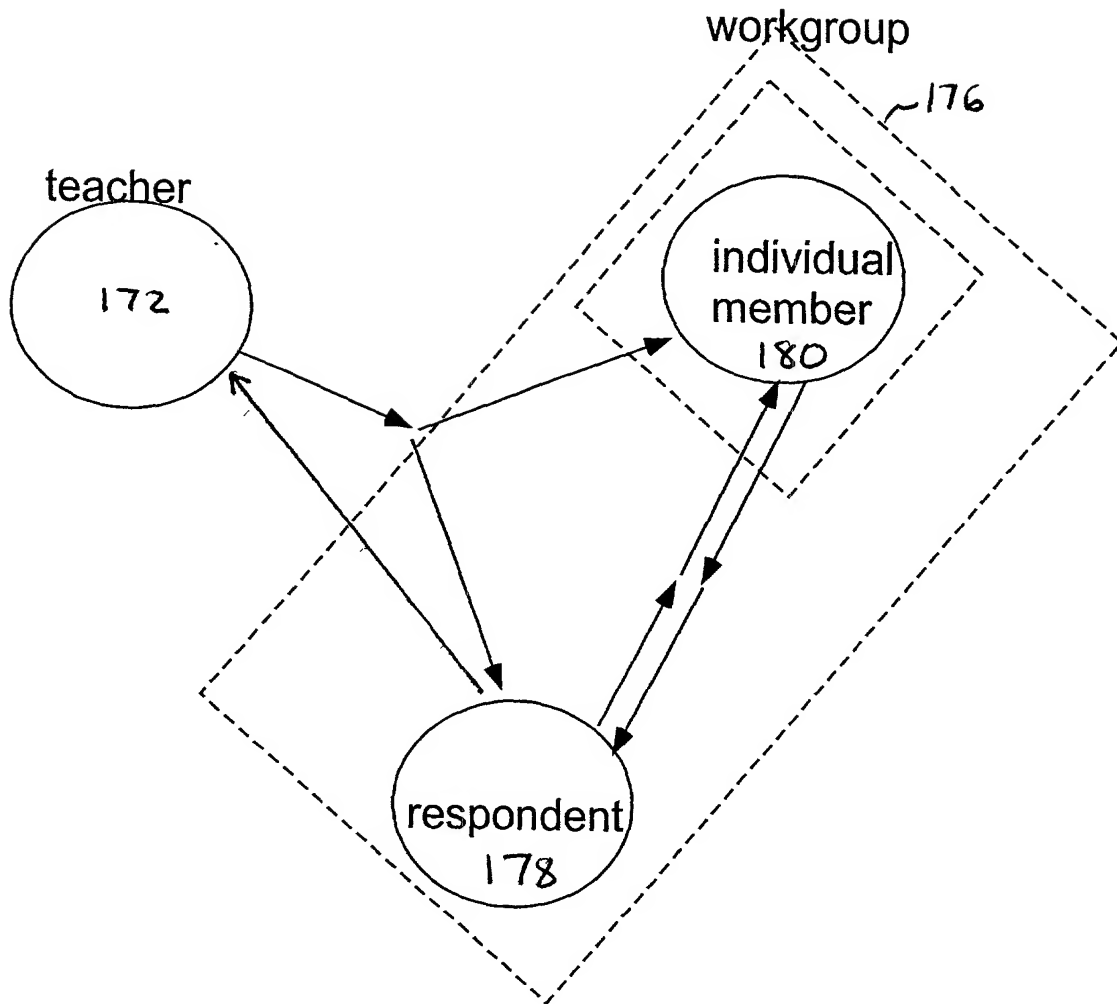 workgroup
176
teacher
172
individual
member
180
respondent
178